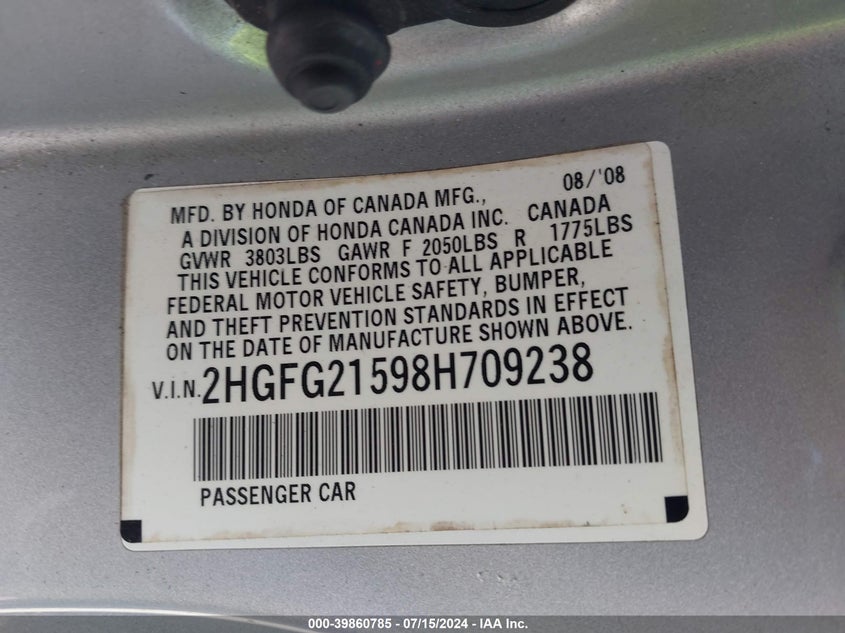 08/'08
MFD. BY HONDA OF CANADA MFG.,
A DIVISION OF HONDA CANADA INC. CANADA
GVWR 3803LBS GAWR F 2050LBS R 1775LBS
THIS VEHICLE CONFORMS TO ALL APPLICABLE
FEDERAL MOTOR VEHICLE SAFETY, BUMPER,
AND THEFT PREVENTION STANDARDS IN EFFECT
ON THE DATE OF MANUFACTURE SHOWN ABOVE.
V.I.N. 2HGFG21598H709238
PASSENGER CAR
000-39860785 - 07/15/2024 - IAA Inc.